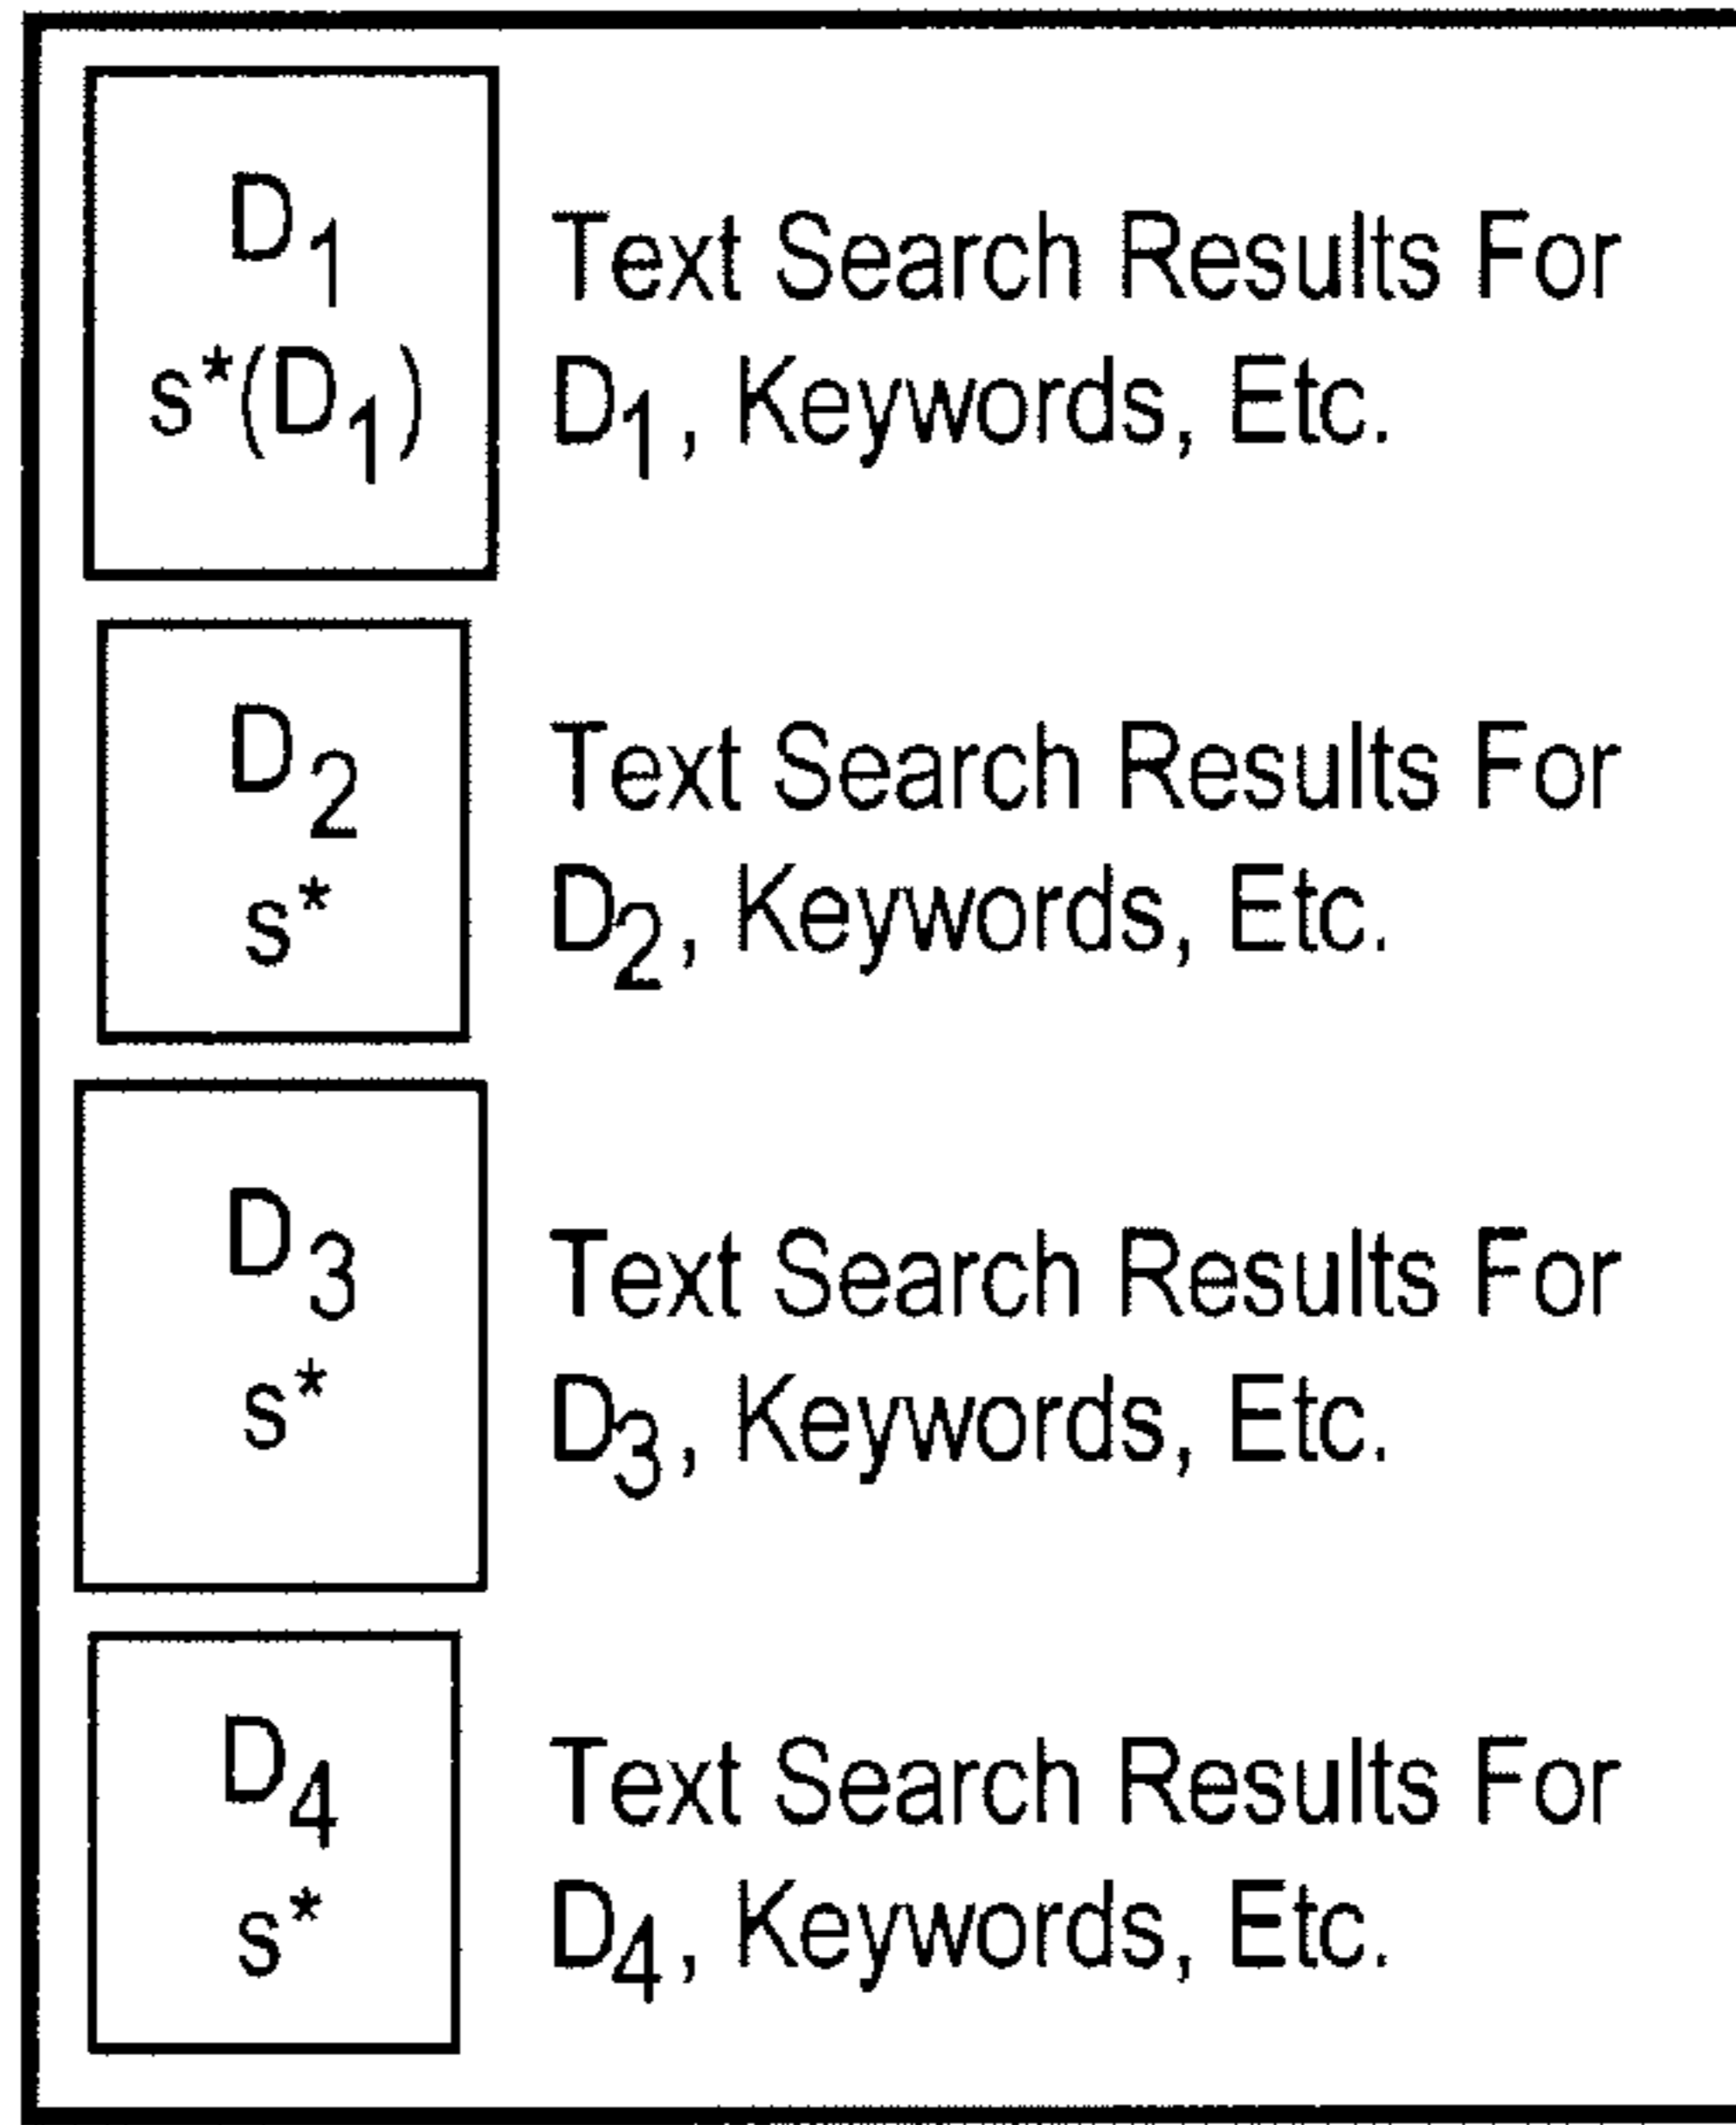 D₁
s*(D₁)
Text Search Results For
D₁, Keywords, Etc.
D₂
s*
Text Search Results For
D₂, Keywords, Etc.
D₃
s*
Text Search Results For
D₃, Keywords, Etc.
D₄
s*
Text Search Results For
D₄, Keywords, Etc.